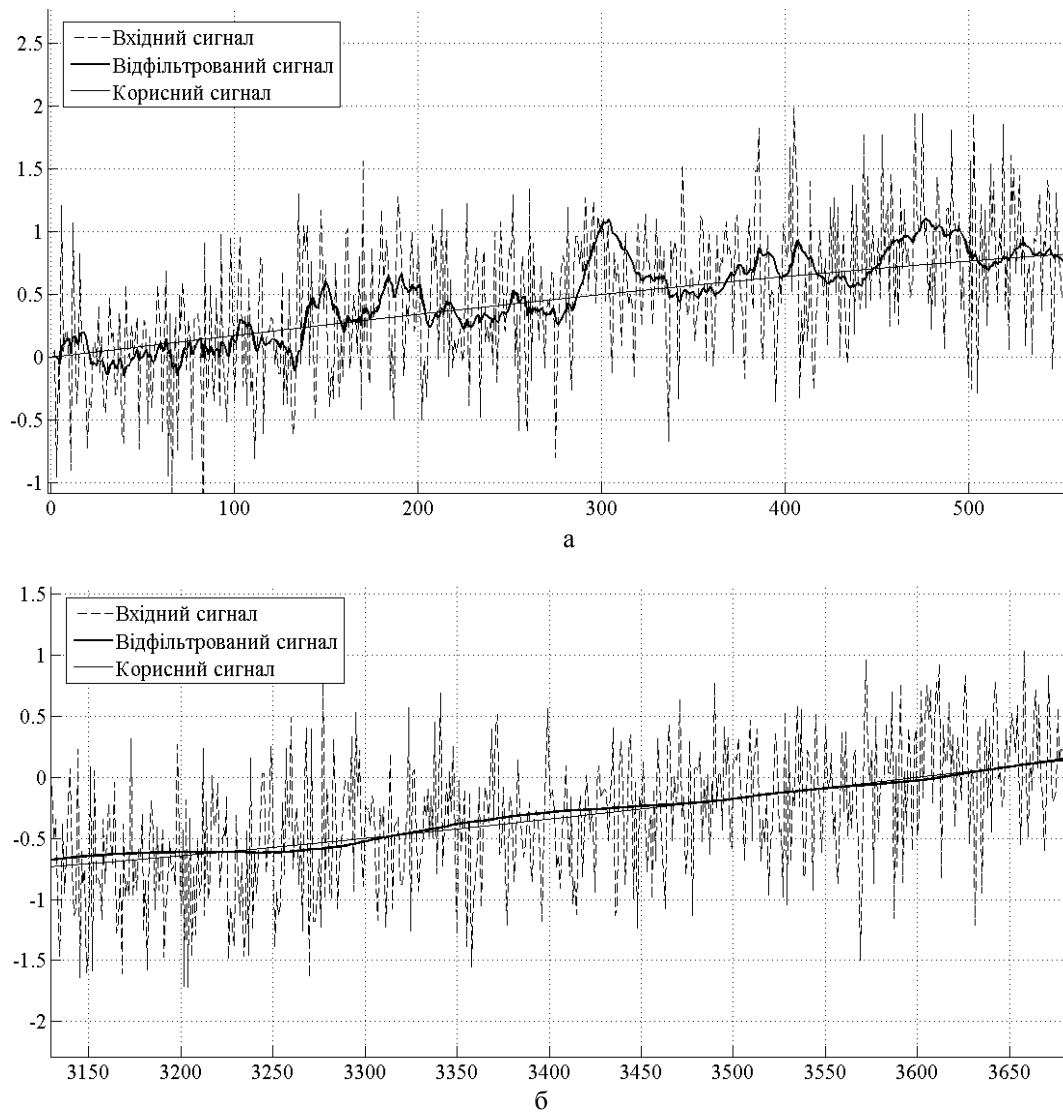 2.5
Вхідний сигнал
Відфільтрований сигнал
Корисний сигнал
2
1.5
1
0.5
0
-0.5
-1
0 100 200 300 400 500
а
1.5
Вхідний сигнал
Відфільтрований сигнал
Корисний сигнал
1
0.5
0
-0.5
-1
-1.5
-2
3150 3200 3250 3300 3350 3400 3450 3500 3550 3600 3650
б